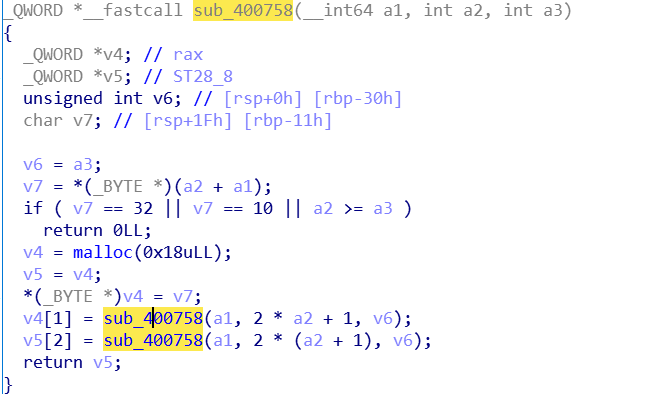 _QWORD *__fastcall sub_400758(__int64 a1, int a2, int a3)
{
  _QWORD *v4; // rax
  _QWORD *v5; // ST28_8
  unsigned int v6; // [rsp+0h] [rbp-30h]
  char v7; // [rsp+1Fh] [rbp-11h]

  v6 = a3;
  v7 = *(_BYTE *)(a2 + a1);
  if ( v7 == 32 || v7 == 10 || a2 >= a3 )
    return 0LL;
  v4 = malloc(0x18uLL);
  v5 = v4;
  *(_BYTE *)v4 = v7;
  v4[1] = sub_400758(a1, 2 * a2 + 1, v6);
  v5[2] = sub_400758(a1, 2 * (a2 + 1), v6);
  return v5;
}